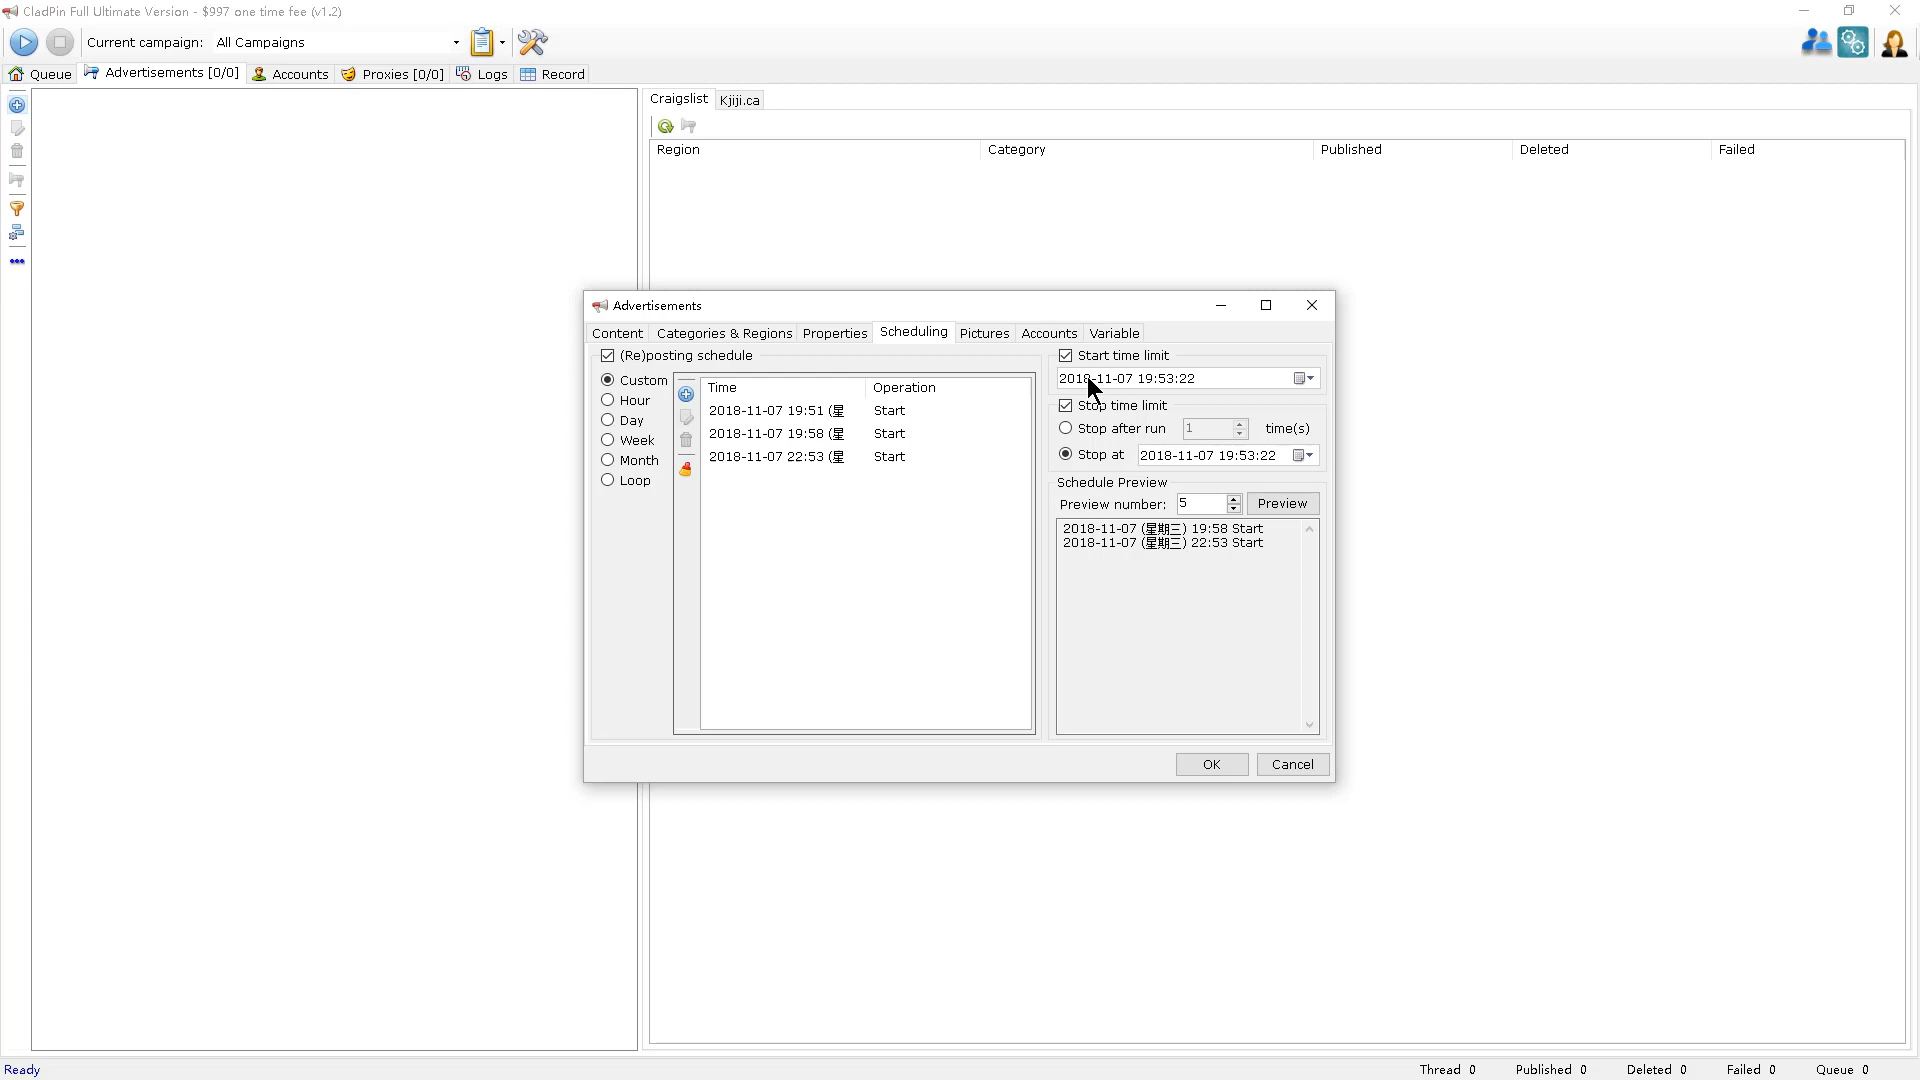 CladPin Full Ultimate Version - $997 one time fee (v1.2)
Current campaign: All Campaigns
Queue Advertisements [0/0] Accounts Proxies [0/0] Logs Record
Craigslist Kjiji.ca
Region Category Published Deleted Failed
Advertisements
Content Categories & Regions Properties Scheduling Pictures Accounts Variable
(Re)posting schedule
Custom
Hour
Day
Week
Month
Loop
Time Operation
2018-11-07 19:51 (星 Start
2018-11-07 19:58 (星 Start
2018-11-07 22:53 (星 Start
Start time limit
2018-11-07 19:53:22
Stop time limit
Stop after run 1 time(s)
Stop at 2018-11-07 19:53:22
Schedule Preview
Preview number: 5 Preview
2018-11-07 (星期三) 19:58 Start
2018-11-07 (星期三) 22:53 Start
OK Cancel
Ready Thread 0 Published 0 Deleted 0 Failed 0 Queue 0